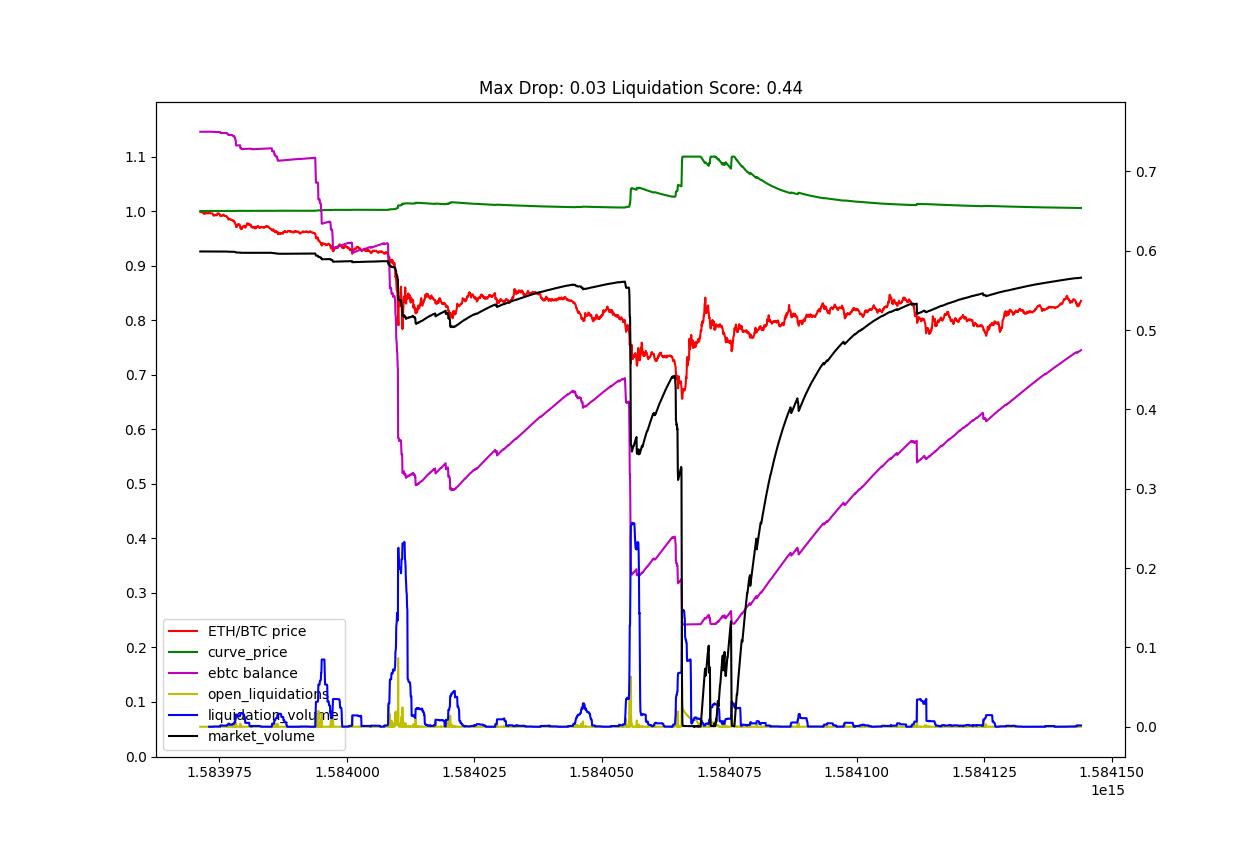 Max Drop: 0.03 Liquidation Score: 0.44
1.1
1.0
0.9
0.8
0.7
0.6
0.5
0.4
0.3
0.2
0.1
0.0
0.7
0.6
0.5
0.4
0.3
0.2
0.1
0.0
ETH/BTC price
curve_price
ebtc balance
open_liquidations
liquidation_volume
market_volume
1.583975 1.584000 1.584025 1.584050 1.584075 1.584100 1.584125 1.584150
1e15